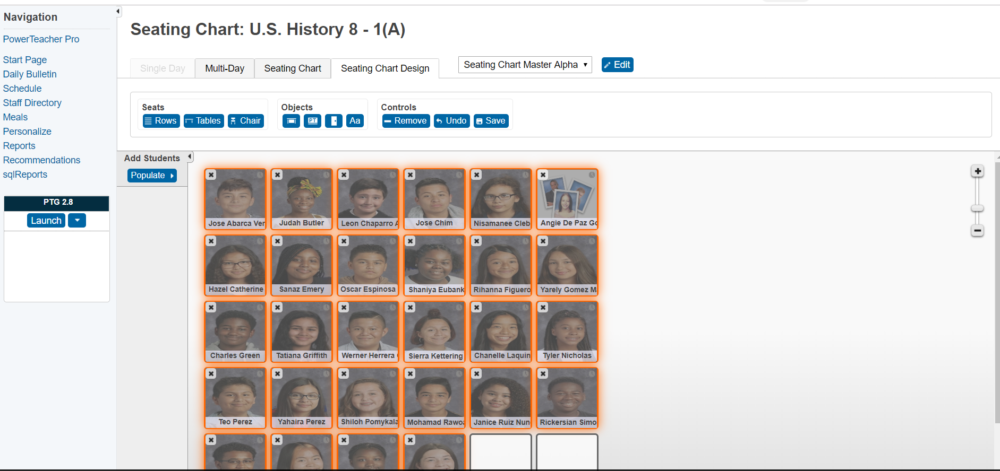 Navigation
PowerTeacher Pro
Start Page
Daily Bulletin
Schedule
Staff Directory
Meals
Personalize
Reports
Recommendations
sqlReports
PTG 2.8
Launch
Seating Chart: U.S. History 8 - 1(A)
Single Day Multi-Day Seating Chart Seating Chart Design Seating Chart Master Alpha Edit
Seats Objects Controls
Rows Tables Chair PT Aa Remove Undo Save
Add Students
Populate
Jose Abarca Ver Judah Butler Leon Chaparro A Jose Chim Nisamanee Cleb Angie De Paz Go
Hazel Catherine Sanaz Emery Oscar Espinosa Shaniya Eubank Rihanna Figuero Yarely Gomez M
Charles Green Tatiana Griffith Werner Herrera Sierra Kettering Chanelle Laquin Tyler Nicholas
Teo Perez Yahaira Perez Shiloh Pomykala Mohamad Rawoa Janice Ruiz Nun Rickersian Simo